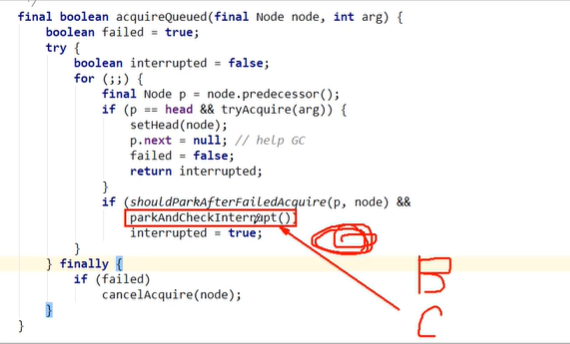 final boolean acquireQueued(final Node node, int arg) {
boolean failed = true;
try {
boolean interrupted = false;
for (;;) {
final Node p = node.predecessor();
if (p == head && tryAcquire(arg)) {
setHead(node);
p.next = null; // help GC
failed = false;
return interrupted;
}
if (shouldParkAfterFailedAcquire(p, node) &&
parkAndCheckInterrupt()
interrupted = true;
}
B
} finally {
if (failed)
cancelAcquire(node);
C
}
}